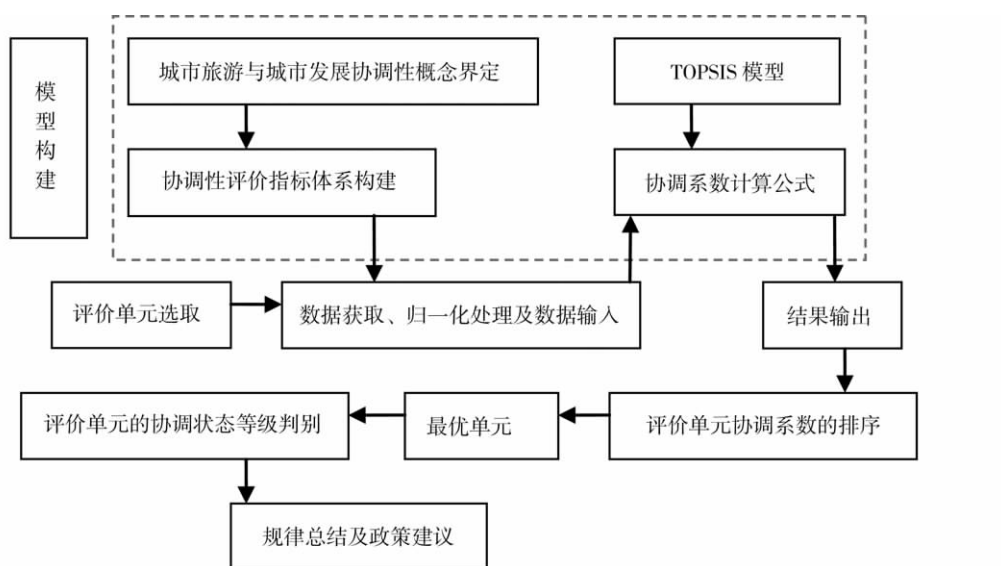 模型构建
城市旅游与城市发展协调性概念界定
TOPSIS 模型
协调性评价指标体系构建
协调系数计算公式
评价单元选取
数据获取、归一化处理及数据输入
结果输出
评价单元的协调状态等级判别
最优单元
评价单元协调系数的排序
规律总结及政策建议